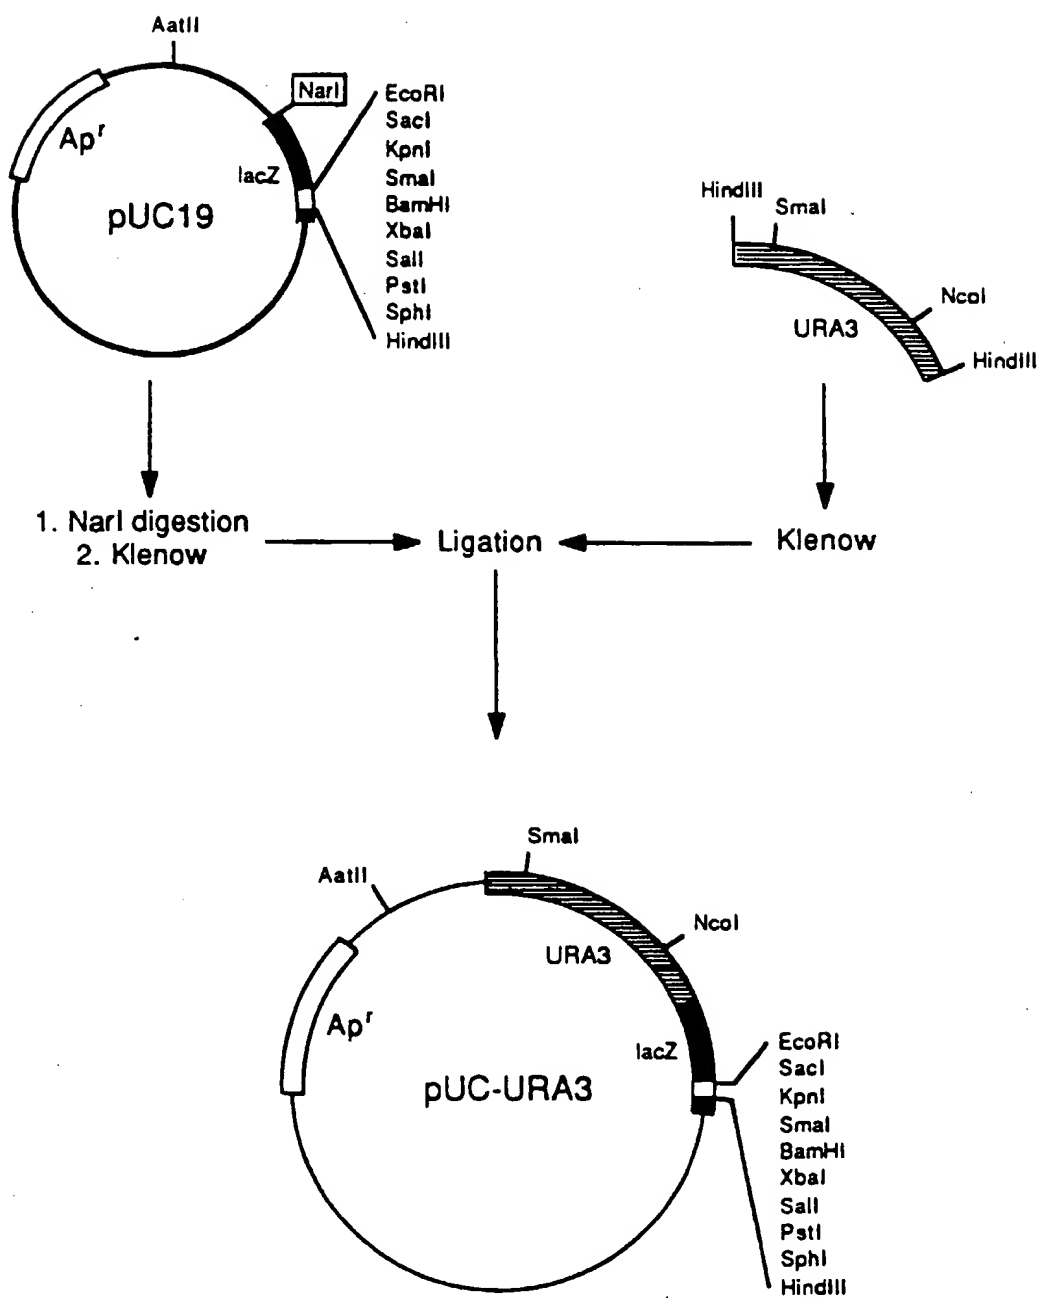 AatII
NarI
Apʳ
lacZ
pUC19
EcoRI
SacI
KpnI
SmaI
BamHI
XbaI
SalI
PstI
SphI
HindIII
HindIII
SmaI
NcoI
URA3
HindIII
1. NarI digestion
2. Klenow
Ligation
Klenow
SmaI
AatII
NcoI
URA3
Apʳ
lacZ
pUC-URA3
EcoRI
SacI
KpnI
SmaI
BamHI
XbaI
SalI
PstI
SphI
HindIII